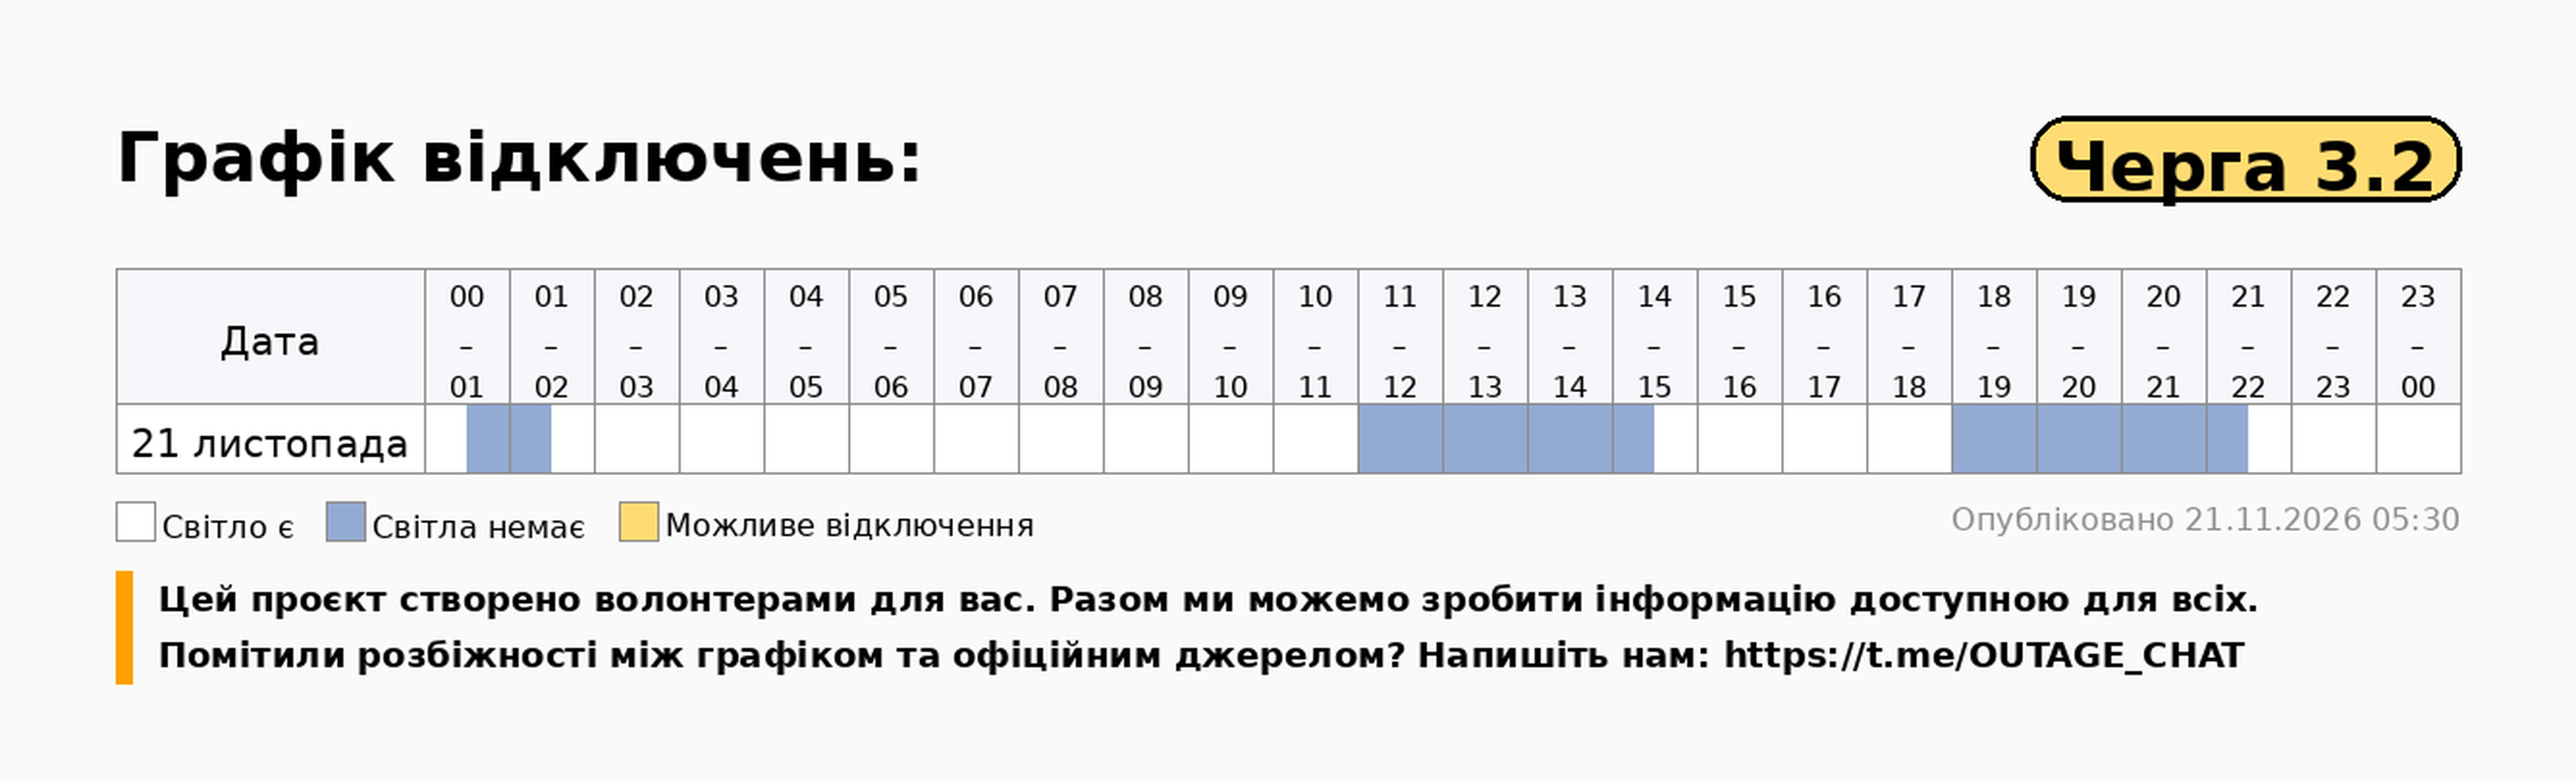 Графік відключень:
Черга 3.2
Дата
00 – 01
01 – 02
02 – 03
03 – 04
04 – 05
05 – 06
06 – 07
07 – 08
08 – 09
09 – 10
10 – 11
11 – 12
12 – 13
13 – 14
14 – 15
15 – 16
16 – 17
17 – 18
18 – 19
19 – 20
20 – 21
21 – 22
22 – 23
23 – 00
21 листопада
Світло є
Світла немає
Можливе відключення
Опубліковано 21.11.2026 05:30
Цей проєкт створено волонтерами для вас. Разом ми можемо зробити інформацію доступною для всіх.
Помітили розбіжності між графіком та офіційним джерелом? Напишіть нам: https://t.me/OUTAGE_CHAT